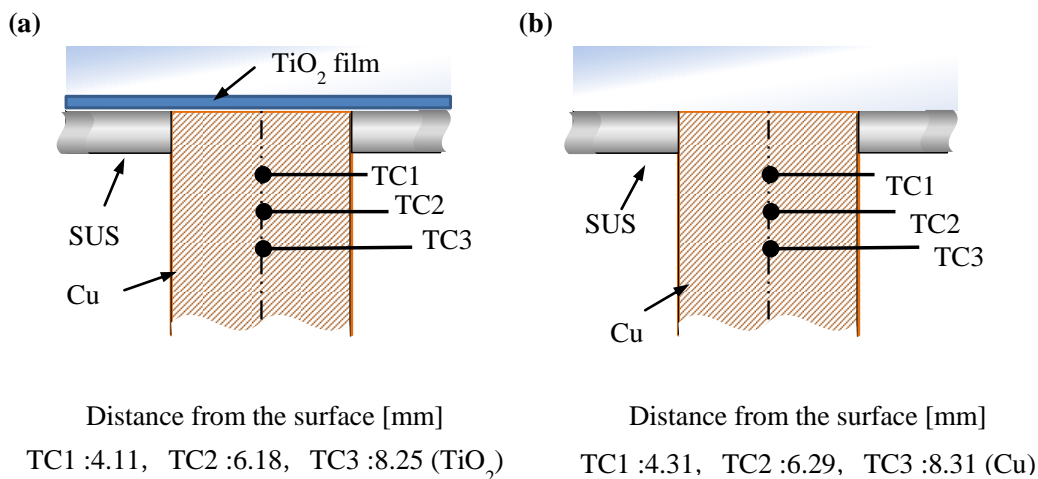 (a)
TiO2 film
TC1
TC2
TC3
SUS
Cu
Distance from the surface [mm]
TC1 :4.11, TC2 :6.18, TC3 :8.25 (TiO2)
(b)
TC1
TC2
TC3
SUS
Cu
Distance from the surface [mm]
TC1 :4.31, TC2 :6.29, TC3 :8.31 (Cu)